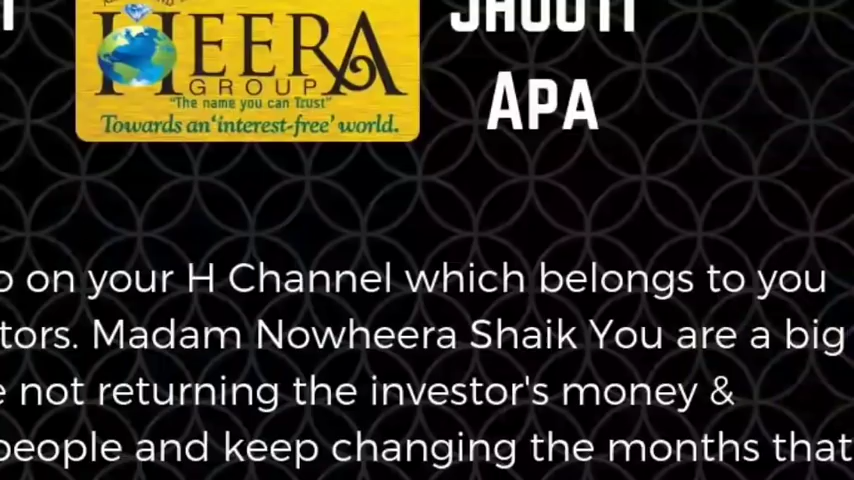 HEERA
GROUP
"The name you can Trust"
Towards an 'interest-free' world.
JHOOTI
APA
on your H Channel which belongs to you
Madam Nowheera Shaik You are a big
not returning the investor's money &
people and keep changing the months that